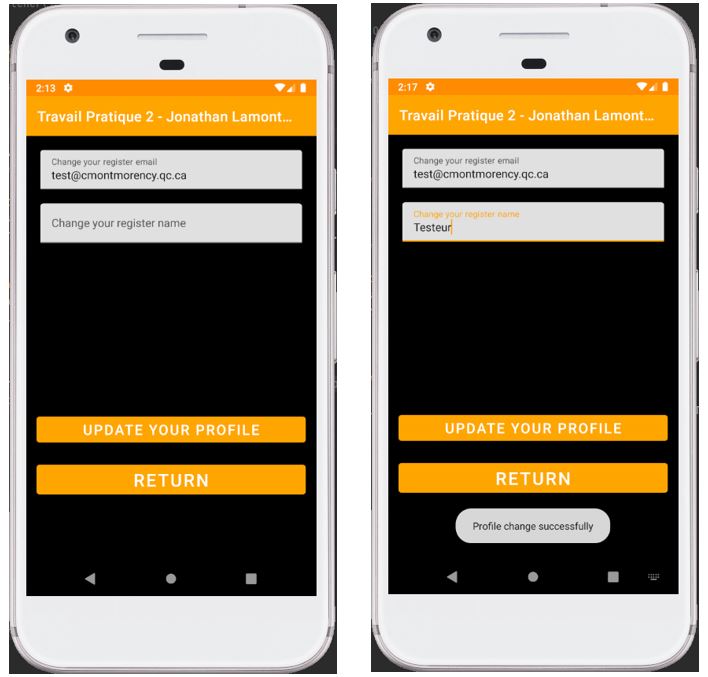 2:13
Travail Pratique 2 - Jonathan Lamont...
Change your register email
test@cmontmorency.qc.ca
Change your register name
UPDATE YOUR PROFILE
RETURN
2:17
Travail Pratique 2 - Jonathan Lamont...
Change your register email
test@cmontmorency.qc.ca
Change your register name
Testeur
UPDATE YOUR PROFILE
RETURN
Profile change successfully